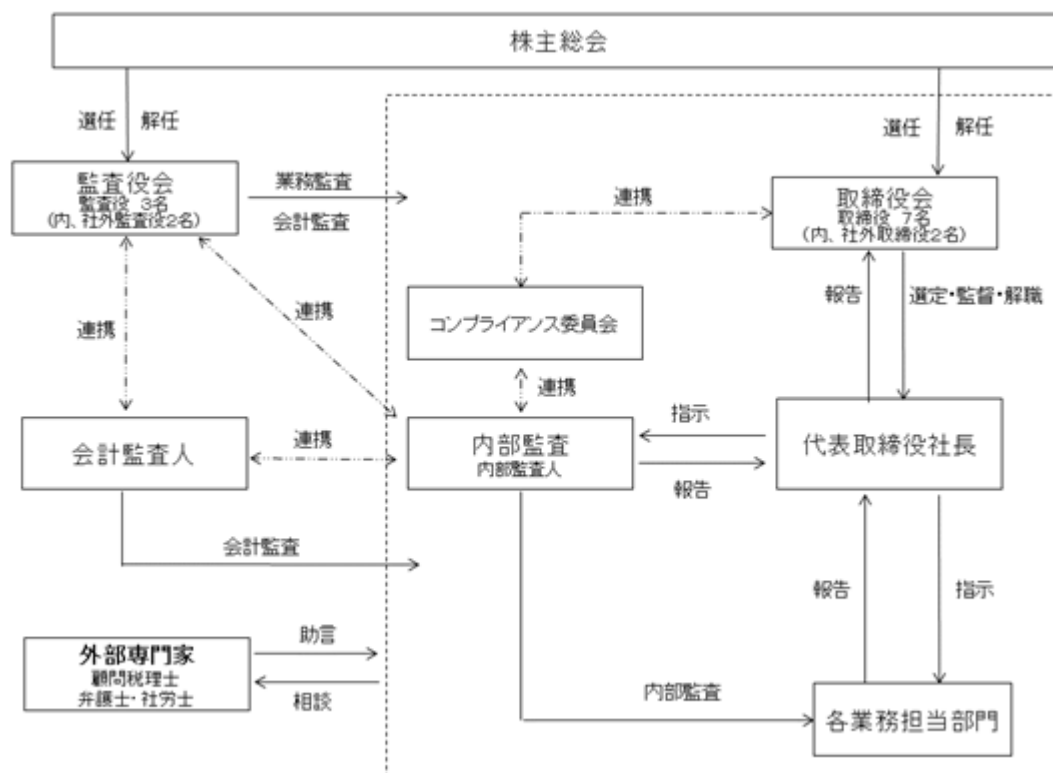 株主総会
選任 解任
選任 解任
監査役会
監査役 3名
(内、社外監査役2名)
業務監査
会計監査
連携
取締役会
取締役 7名
(内、社外取締役2名)
連携
連携
報告
選定・監督・解職
コンプライアンス委員会
連携
会計監査人
連携
内部監査
内部監査人
指示
報告
代表取締役社長
会計監査
報告
指示
外部専門家
顧問税理士
弁護士・社労士
助言
相談
内部監査
各業務担当部門